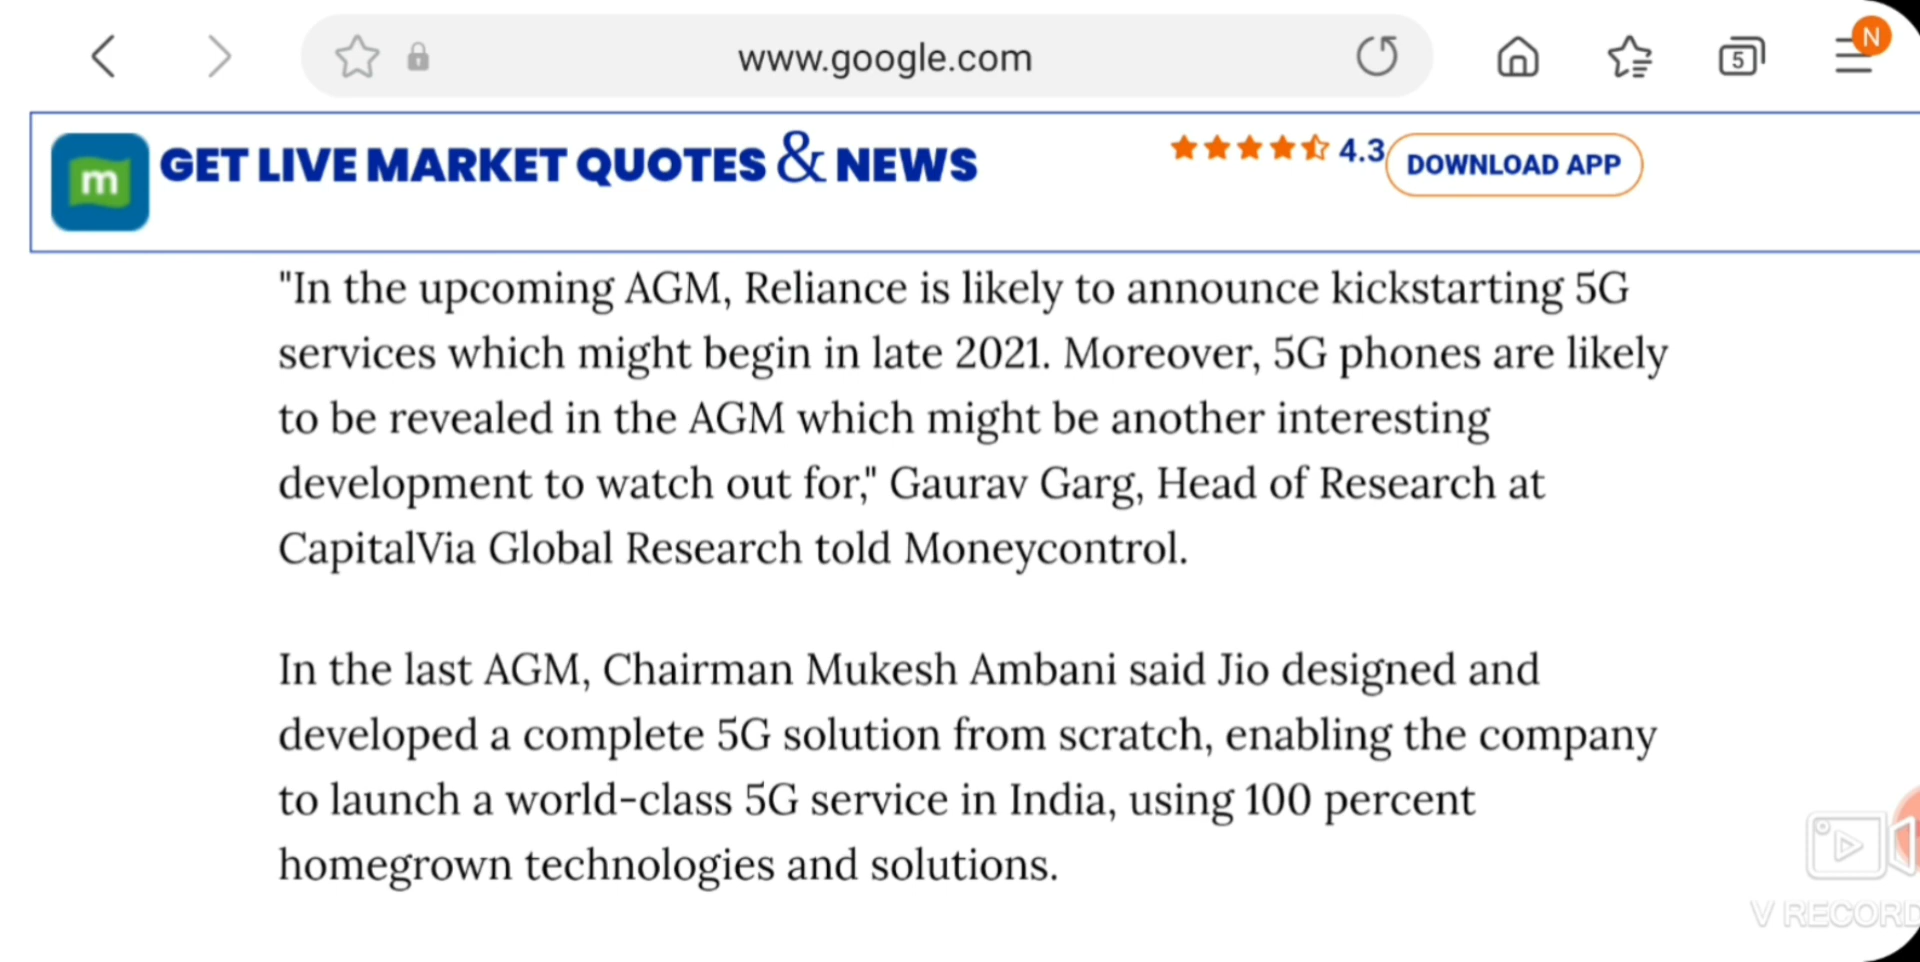 www.google.com
5
N
m
GET LIVE MARKET QUOTES & NEWS
4.3
DOWNLOAD APP
"In the upcoming AGM, Reliance is likely to announce kickstarting 5G
services which might begin in late 2021. Moreover, 5G phones are likely
to be revealed in the AGM which might be another interesting
development to watch out for," Gaurav Garg, Head of Research at
CapitalVia Global Research told Moneycontrol.
In the last AGM, Chairman Mukesh Ambani said Jio designed and
developed a complete 5G solution from scratch, enabling the company
to launch a world-class 5G service in India, using 100 percent
homegrown technologies and solutions.
V RECORD